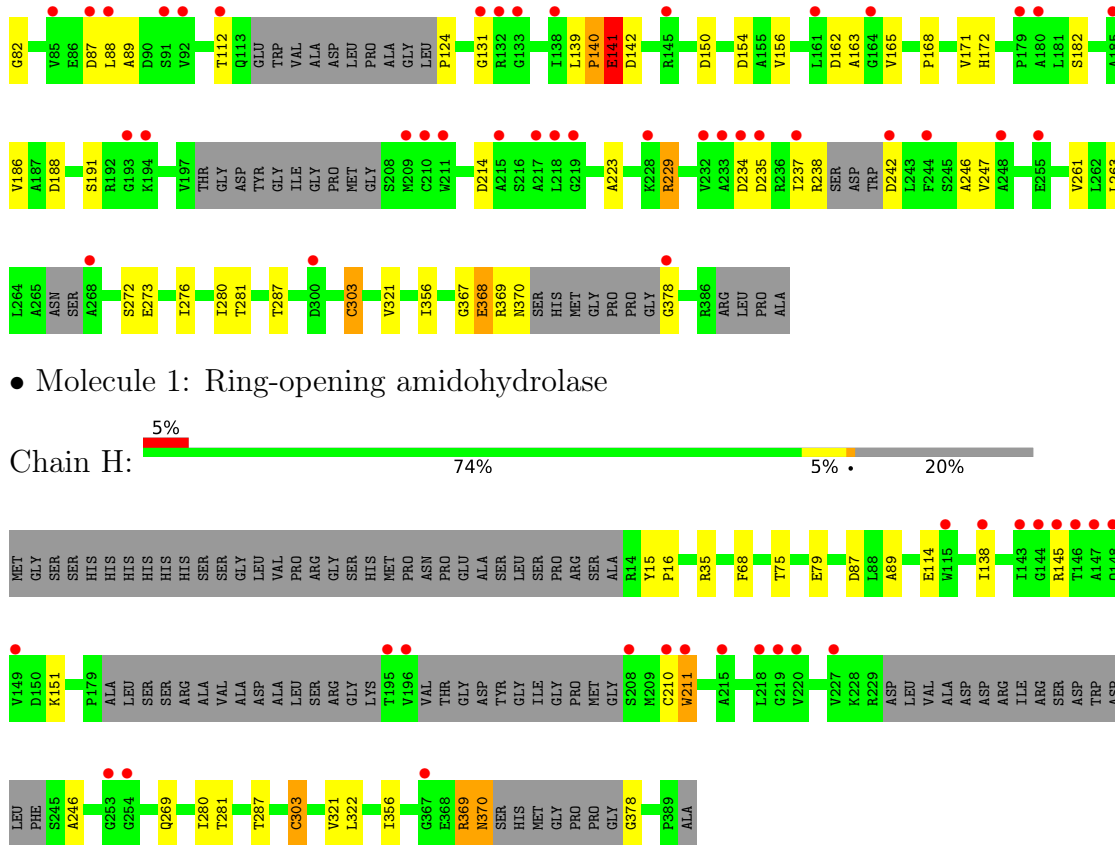 G82 V85 E86 D87 L88 A89 D90 S91 V92 T112 Q113 GLU TRP VAL ALA ASP LEU PRO ALA GLY LEU P124 G131 R132 G133 I138 L139 P140 E141 D142 R145 D150 D154 A155 V156 L161 D162 A163 G164 V165 P168 V171 H172 P179 A180 L181 S182
V186 A187 D188 S191 R192 G193 K194 V197 THR GLY ASP TYR GLY ILE GLY PRO MET GLY S208 M209 C210 W211 D214 A215 S216 A217 L218 G219 A223 K228 R229 V232 A233 D234 D235 R236 I237 R238 SER ASP TRP D242 L243 F244 S245 A246 V247 A248 E255 V261 L262 L263
L264 A265 ASN SER A268 S272 E273 I276 I280 T281 T287 D300 C303 V321 I356 G367 E368 R369 N370 SER HIS MET GLY PRO PRO GLY G378 R386 ARG LEU PRO ALA
• Molecule 1: Ring-opening amidohydrolase
5%
Chain H:
74% 5% • 20%
MET GLY SER SER HIS HIS HIS HIS HIS HIS SER SER GLY LEU VAL PRO ARG GLY SER HIS MET PRO ASN PRO GLU ALA SER LEU SER PRO ARG SER ALA R14 Y15 P16 R35 F68 T75 E79 D87 L88 A89 E114 W115 I138 I143 G144 R145 T146 A147
V149 D150 K151 P179 ALA LEU SER SER ARG ALA VAL ALA ASP ALA LEU SER ARG GLY LYS T195 V196 VAL THR GLY ASP TYR GLY ILE GLY PRO MET GLY S208 M209 C210 W211 A215 L218 G219 V220 V227 K228 R229 ASP LEU VAL ALA ASP ASP ARG ILE ARG SER ASP TRP
LEU PHE S245 A246 G253 G254 Q269 I280 T281 T287 C303 V321 L322 I356 G367 E368 R369 N370 SER HIS MET GLY PRO PRO GLY G378 P389 ALA